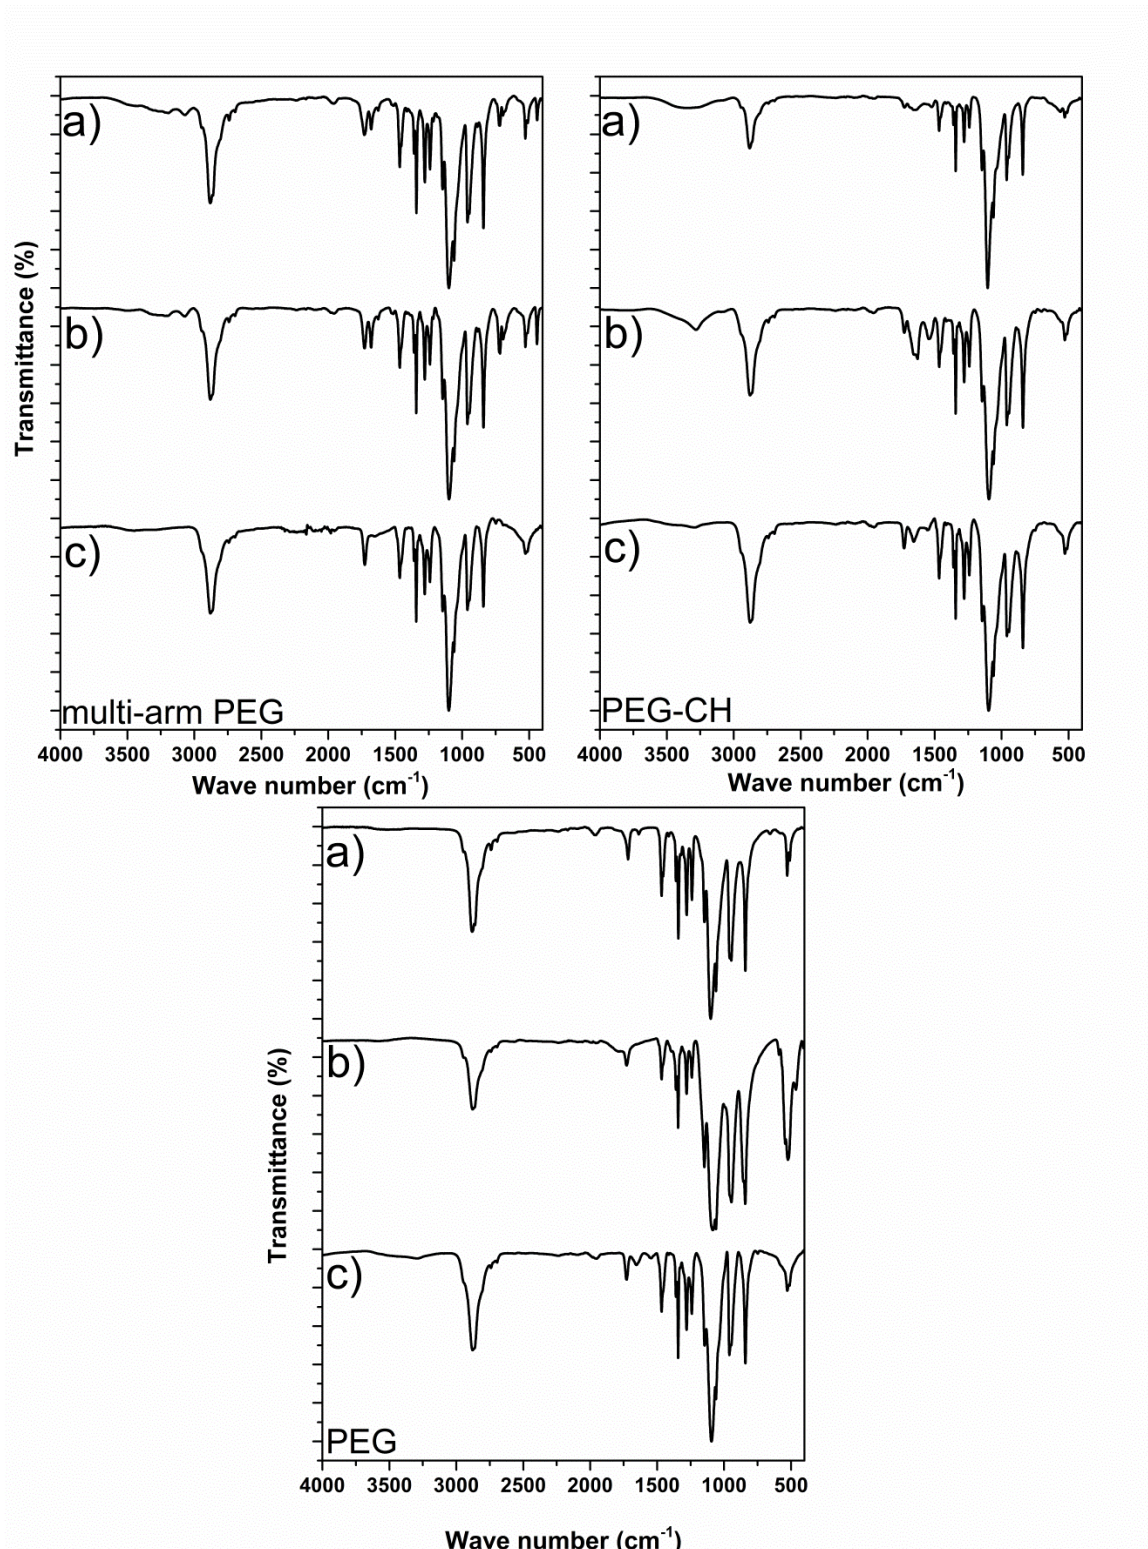 a)
b)
c)
multi-arm PEG
Transmittance (%)
4000 3500 3000 2500 2000 1500 1000 500
Wave number (cm⁻¹)
a)
b)
c)
PEG-CH
4000 3500 3000 2500 2000 1500 1000 500
Wave number (cm⁻¹)
a)
b)
c)
PEG
Transmittance (%)
4000 3500 3000 2500 2000 1500 1000 500
Wave number (cm⁻¹)